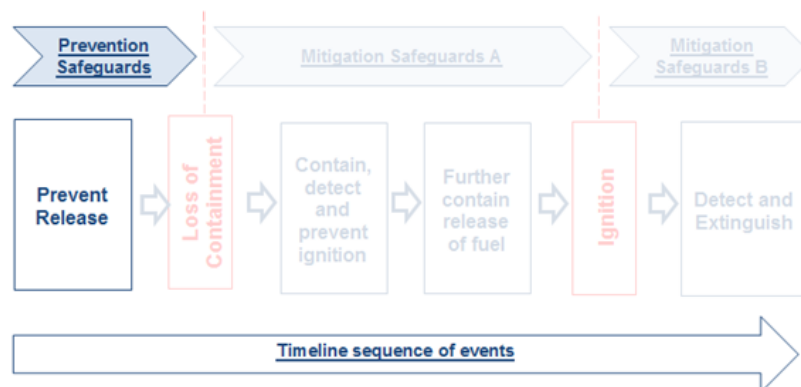 Prevention
Safeguards
Mitigation Safeguards A
Mitigation
Safeguards B
Prevent
Release
Loss of
Containment
Contain,
detect
and
prevent
ignition
Further
contain
release
of fuel
Ignition
Detect and
Extinguish
Timeline sequence of events